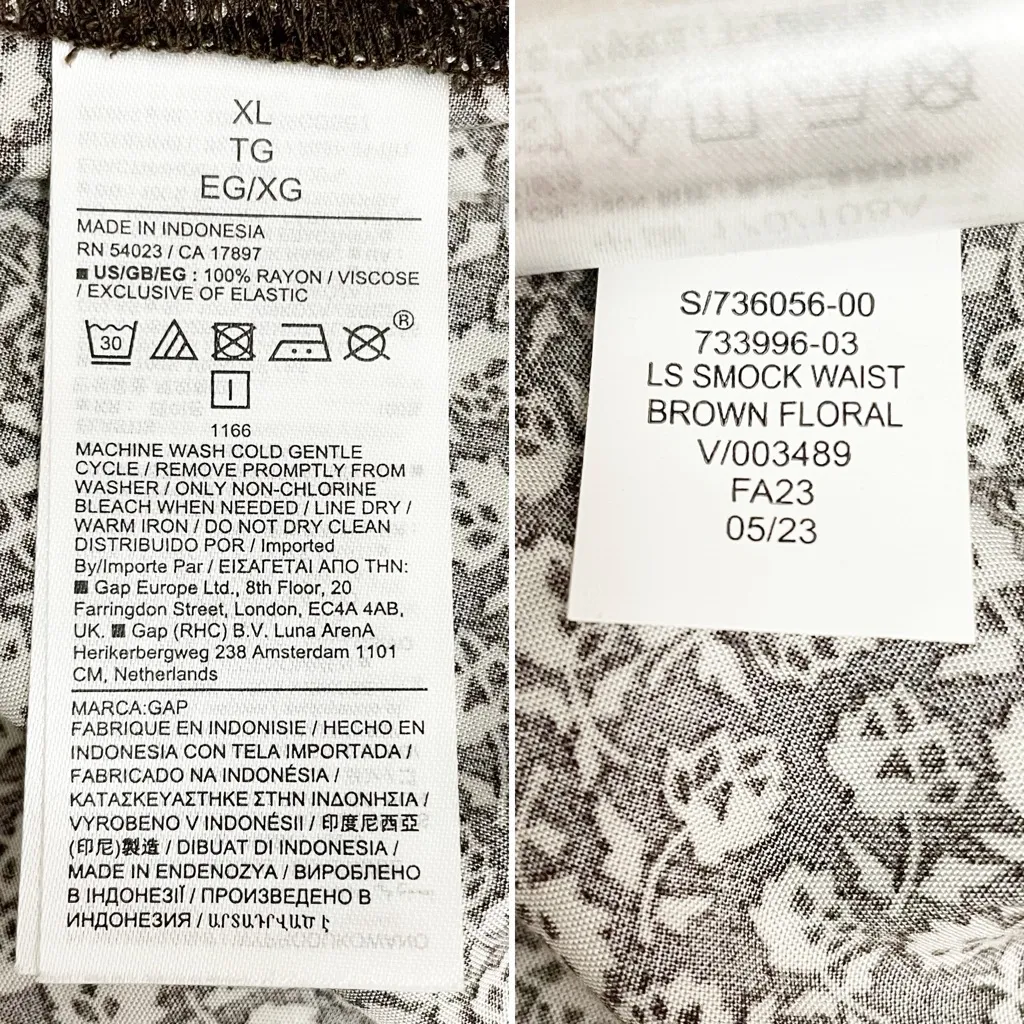 XL
TG
EG/XG
MADE IN INDONESIA
RN 54023 / CA 17897
US/GB/EG : 100% RAYON / VISCOSE
/ EXCLUSIVE OF ELASTIC
30
®
I
1166
MACHINE WASH COLD GENTLE
CYCLE / REMOVE PROMPTLY FROM
WASHER / ONLY NON-CHLORINE
BLEACH WHEN NEEDED / LINE DRY /
WARM IRON / DO NOT DRY CLEAN
DISTRIBUIDO POR / Imported
By/Importe Par / ΕΙΣΑΓΕΤΑΙ ΑΠΟ ΤΗΝ:
Gap Europe Ltd., 8th Floor, 20
Farringdon Street, London, EC4A 4AB,
UK. Gap (RHC) B.V. Luna ArenA
Herikerbergweg 238 Amsterdam 1101
CM, Netherlands
MARCA:GAP
FABRIQUE EN INDONISIE / HECHO EN
INDONESIA CON TELA IMPORTADA /
FABRICADO NA INDONÉSIA /
ΚΑΤΑΣΚΕΥΑΣΤΗΚΕ ΣΤΗΝ ΙΝΔΟΝΗΣΙΑ /
VYROBENO V INDONÉSII / 印度尼西亞
(印尼)製造 / DIBUAT DI INDONESIA /
MADE IN ENDENOZYA / ВИРОБЛЕНО
В ІНДОНЕЗІЇ / ПРОИЗВЕДЕНО В
ИНДОНЕЗИЯ / ԱՐՏԱԴՐՎԱԾ Է
S/736056-00
733996-03
LS SMOCK WAIST
BROWN FLORAL
V/003489
FA23
05/23